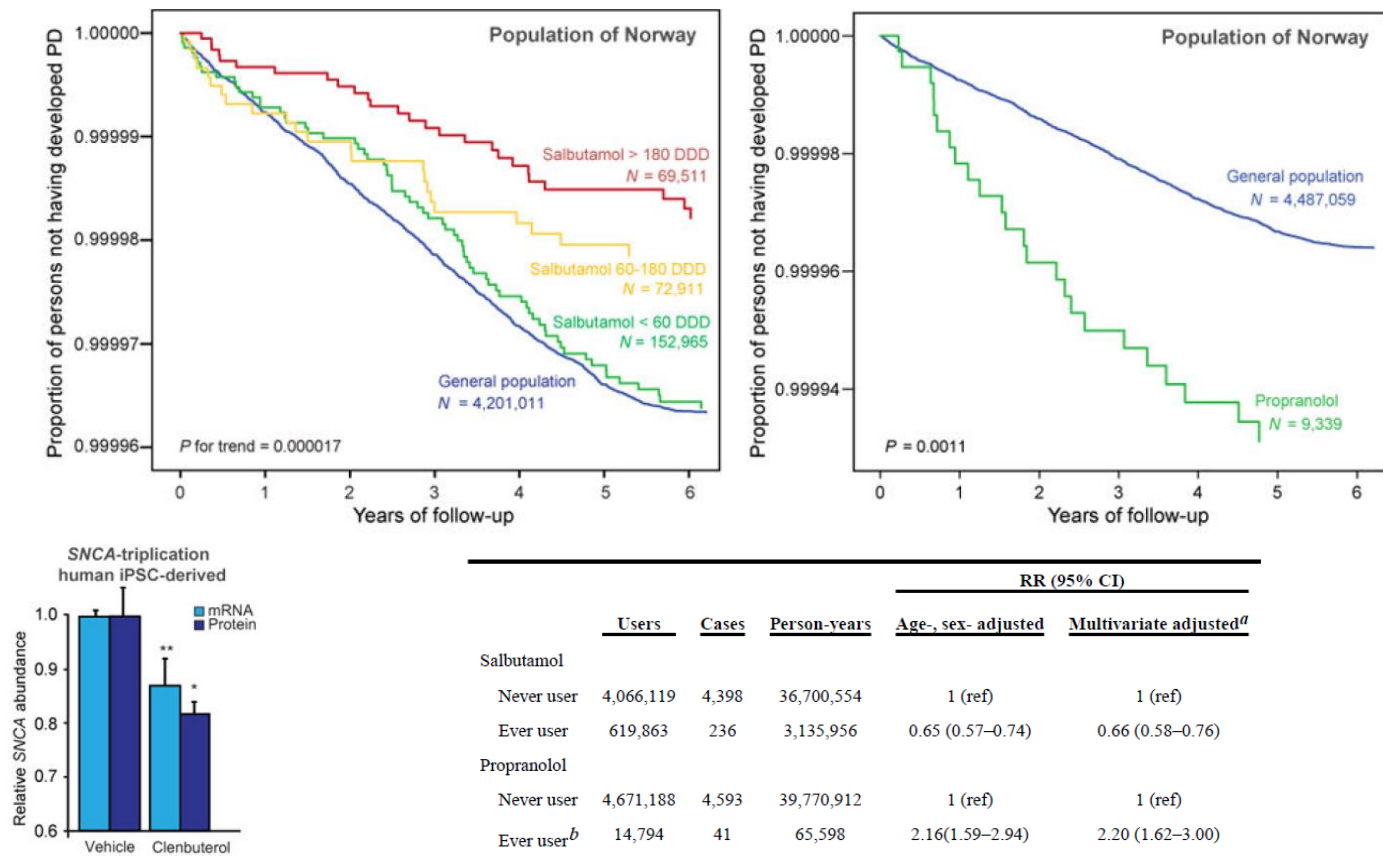 Population of Norway
Proportion of persons not having developed PD
1.00000
0.999999
0.99998
0.99997
0.99996
Salbutamol > 180 DDD
N = 69,511
Salbutamol 60-180 DDD
N = 72,911
Salbutamol < 60 DDD
N = 152,965
General population
N = 4,201,011
P for trend = 0.000017
0 1 2 3 4 5 6
Years of follow-up
Population of Norway
Proportion of persons not having developed PD
1.00000
0.99998
0.99996
0.99994
General population
N = 4,487,059
Propranolol
N = 9,339
P = 0.0011
0 1 2 3 4 5 6
Years of follow-up
SNCA-triplication
human iPSC-derived
mRNA
Protein
Relative SNCA abundance
1.0
0.9
0.8
0.7
0.6
**
*
Vehicle Clenbuterol
RR (95% CI)
Users Cases Person-years Age-, sex- adjusted Multivariate adjusteda
Salbutamol
Never user 4,066,119 4,398 36,700,554 1 (ref) 1 (ref)
Ever user 619,863 236 3,135,956 0.65 (0.57–0.74) 0.66 (0.58–0.76)
Propranolol
Never user 4,671,188 4,593 39,770,912 1 (ref) 1 (ref)
Ever userb 14,794 41 65,598 2.16(1.59–2.94) 2.20 (1.62–3.00)